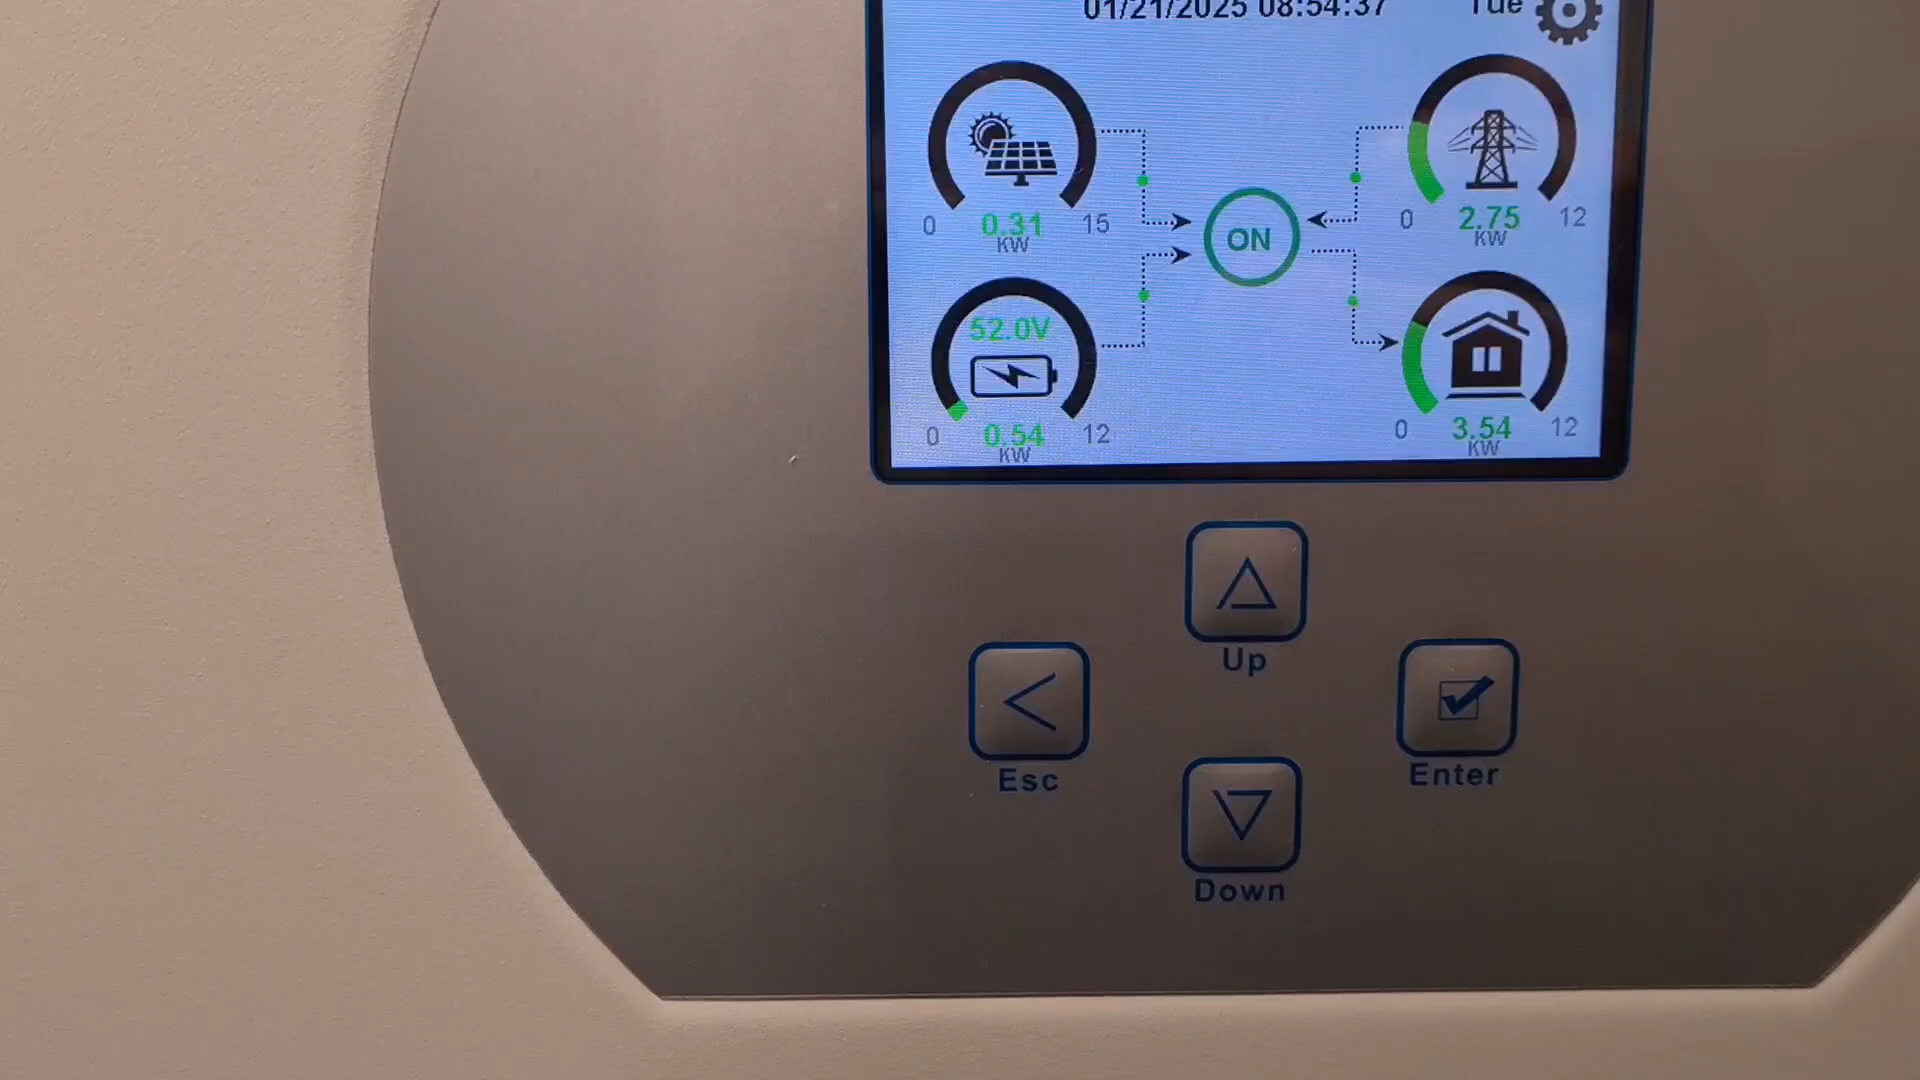 01/21/2025 08:54:37 Tue
0 0.31 15
KW
0 2.75 12
KW
ON
52.0V
0 0.54 12
KW
0 3.54 12
KW
Up
Esc
Enter
Down